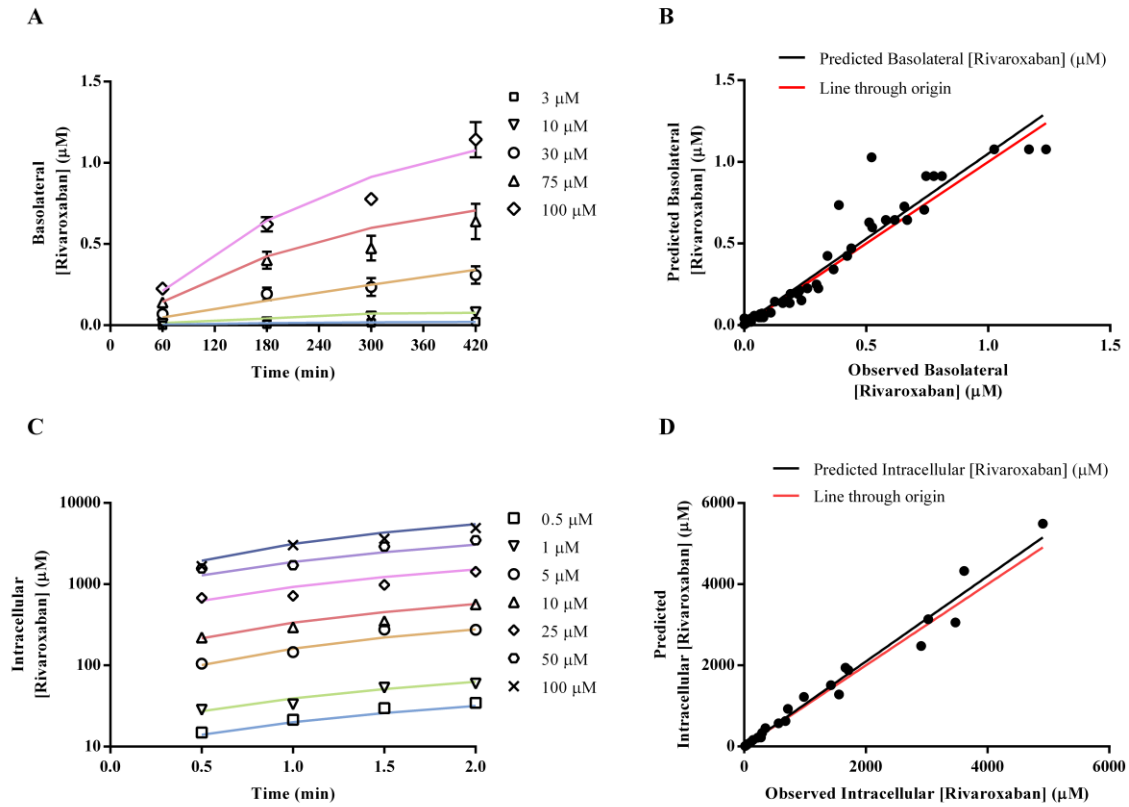 A
Basolateral
[Rivaroxaban] (µM)
1.5
1.0
0.5
0.0
0
60
120
180
240
300
360
420
Time (min)
3 µM
10 µM
30 µM
75 µM
100 µM
B
Predicted Basolateral [Rivaroxaban] (µM)
Line through origin
Predicted Basolateral
[Rivaroxaban] (µM)
1.5
1.0
0.5
0.0
0.0
0.5
1.0
1.5
Observed Basolateral
[Rivaroxaban] (µM)
C
Intracellular
[Rivaroxaban] (µM)
10000
1000
100
10
0.0
0.5
1.0
1.5
2.0
Time (min)
0.5 µM
1 µM
5 µM
10 µM
25 µM
50 µM
100 µM
D
Predicted Intracellular [Rivaroxaban] (µM)
Line through origin
Predicted
Intracellular [Rivaroxaban] (µM)
6000
4000
2000
0
0
2000
4000
6000
Observed Intracellular [Rivaroxaban] (µM)